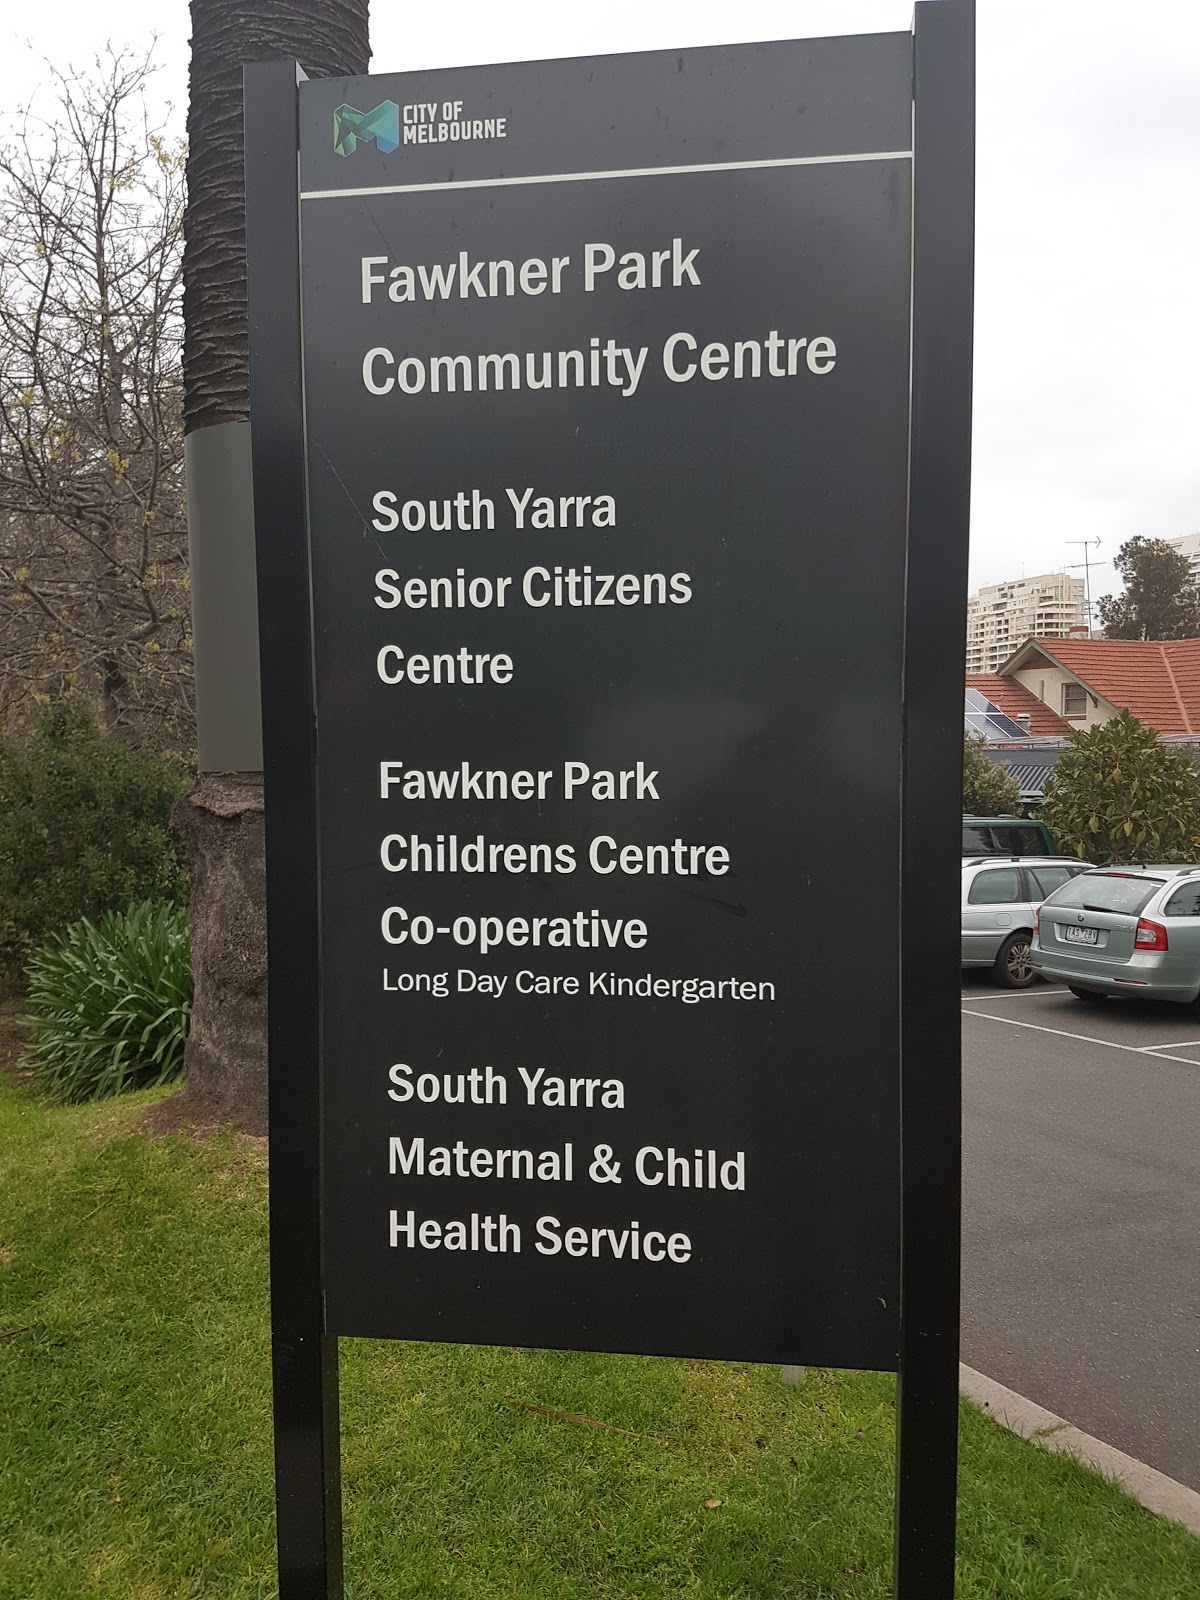 CITY OF
MELBOURNE
Fawkner Park
Community Centre
South Yarra
Senior Citizens
Centre
Fawkner Park
Childrens Centre
Co-operative
Long Day Care Kindergarten
South Yarra
Maternal & Child
Health Service